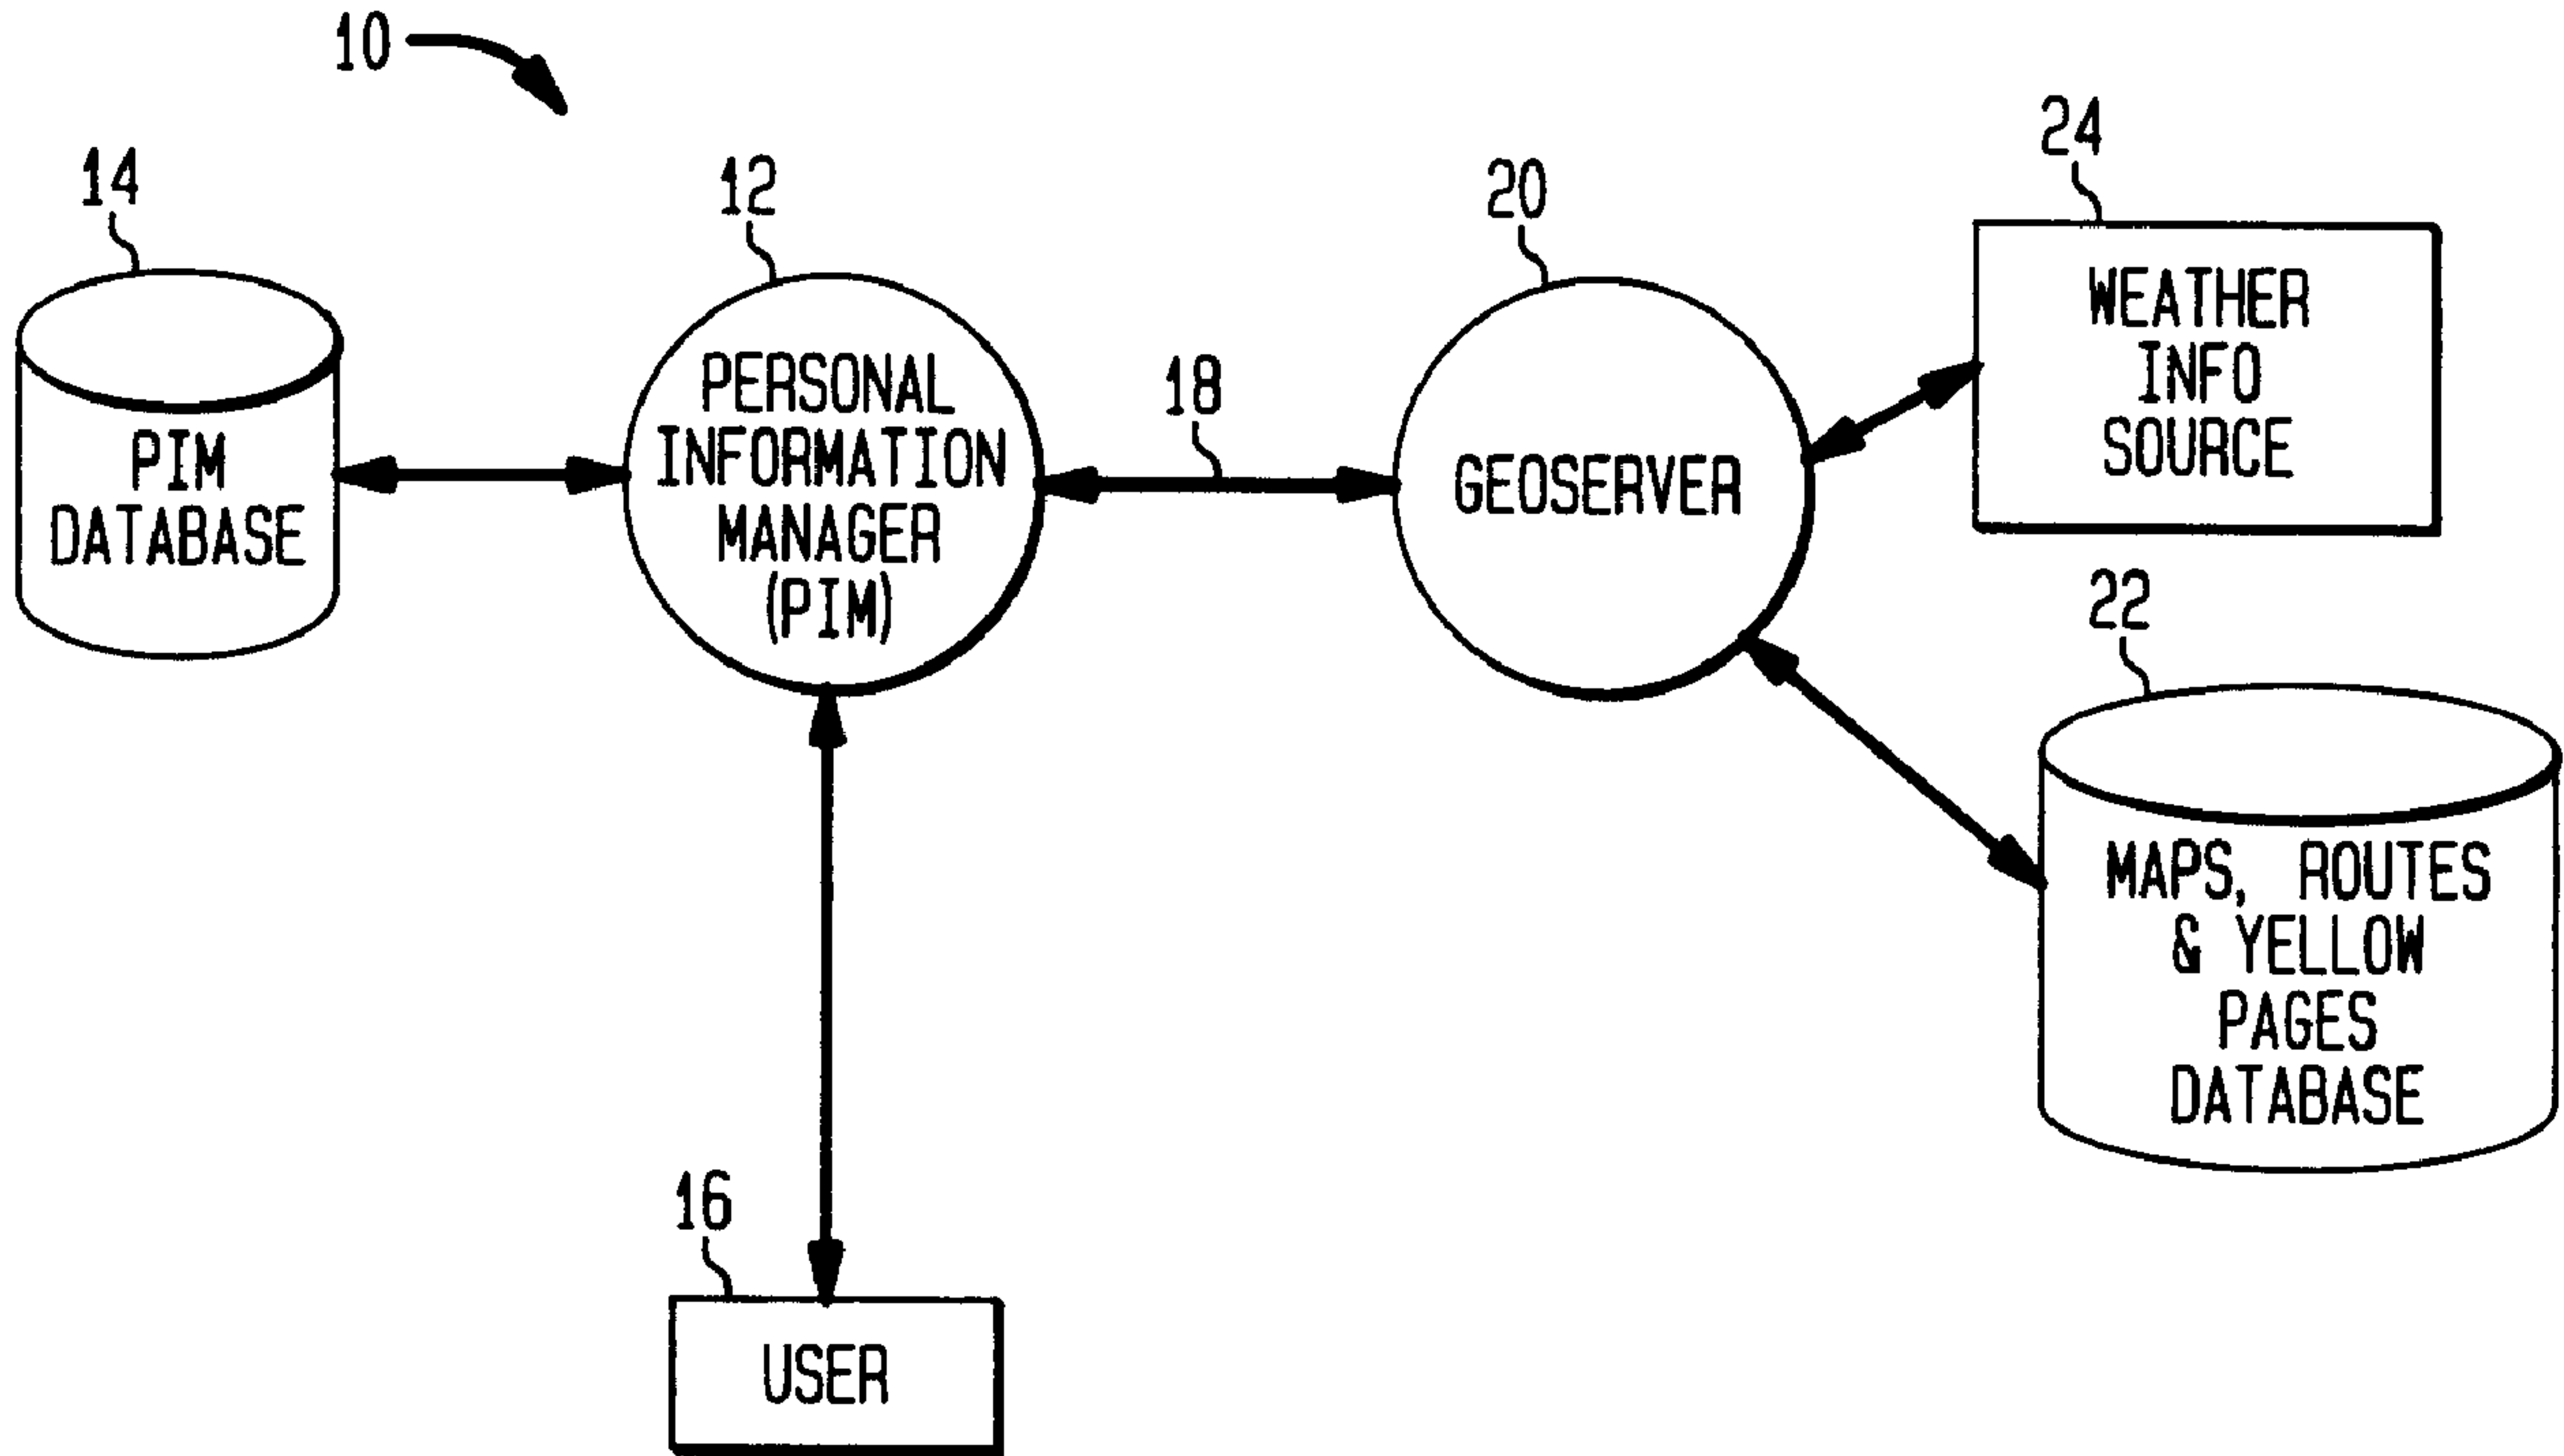 10
14
PIM
DATABASE
12
PERSONAL
INFORMATION
MANAGER
(PIM)
18
20
GEOSERVER
24
WEATHER
INFO
SOURCE
22
MAPS, ROUTES
& YELLOW
PAGES
DATABASE
16
USER